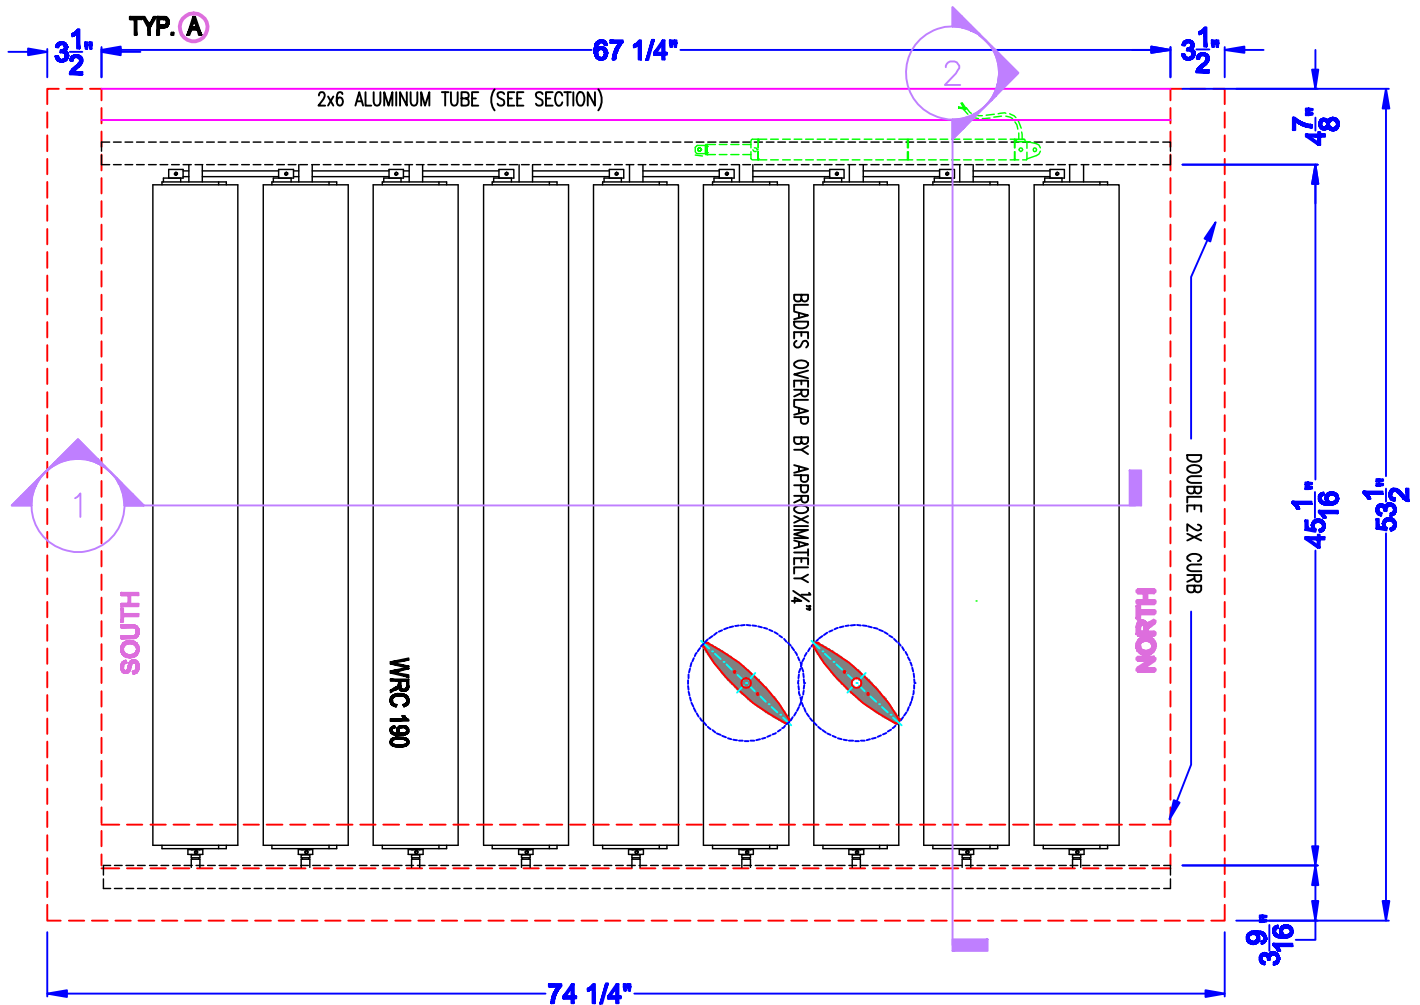 TYP. A
3 1/2"
67 1/4"
3 1/2"
2
2x6 ALUMINUM TUBE (SEE SECTION)
4 7/8"
BLADES OVERLAP BY APPROXIMATELY ¼"
DOUBLE 2X CURB
45 1/16"
53 1/2"
1
SOUTH
NORTH
WRC 190
3 9/16"
74 1/4"